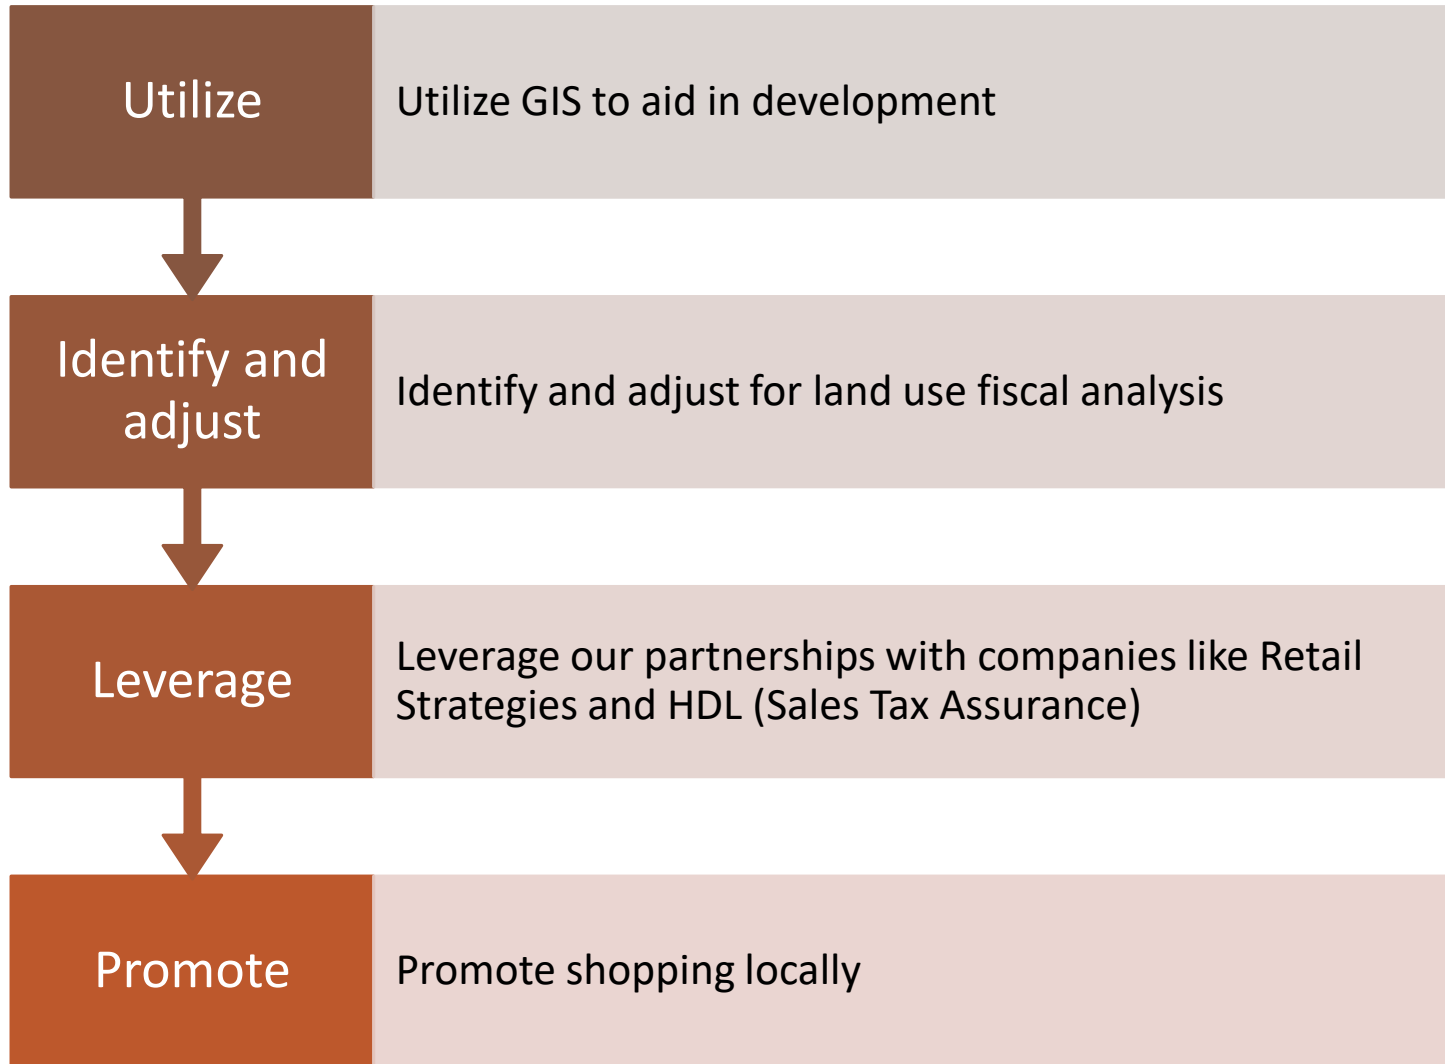 Utilize
Utilize GIS to aid in development
Identify and
adjust
Identify and adjust for land use fiscal analysis
Leverage
Leverage our partnerships with companies like Retail
Strategies and HDL (Sales Tax Assurance)
Promote
Promote shopping locally